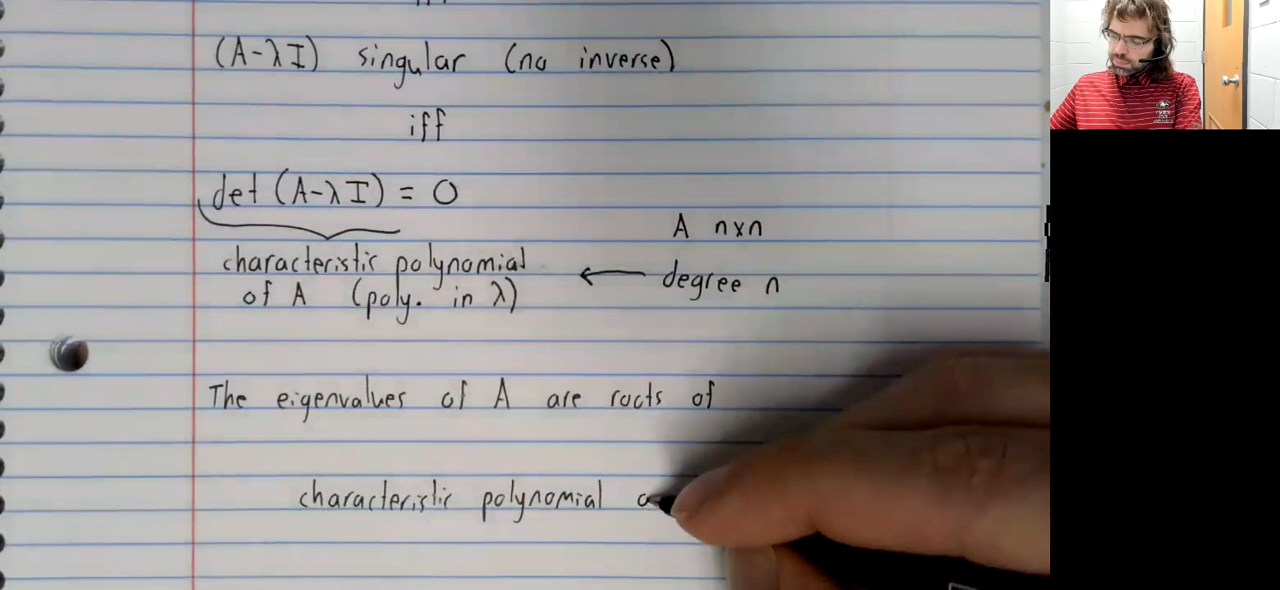 (A-λI) singular (no inverse)
iff
det (A-λI) = 0
A n×n
characteristic polynomial
of A (poly. in λ)
← degree n
The eigenvalues of A are roots of
characteristic polynomial o